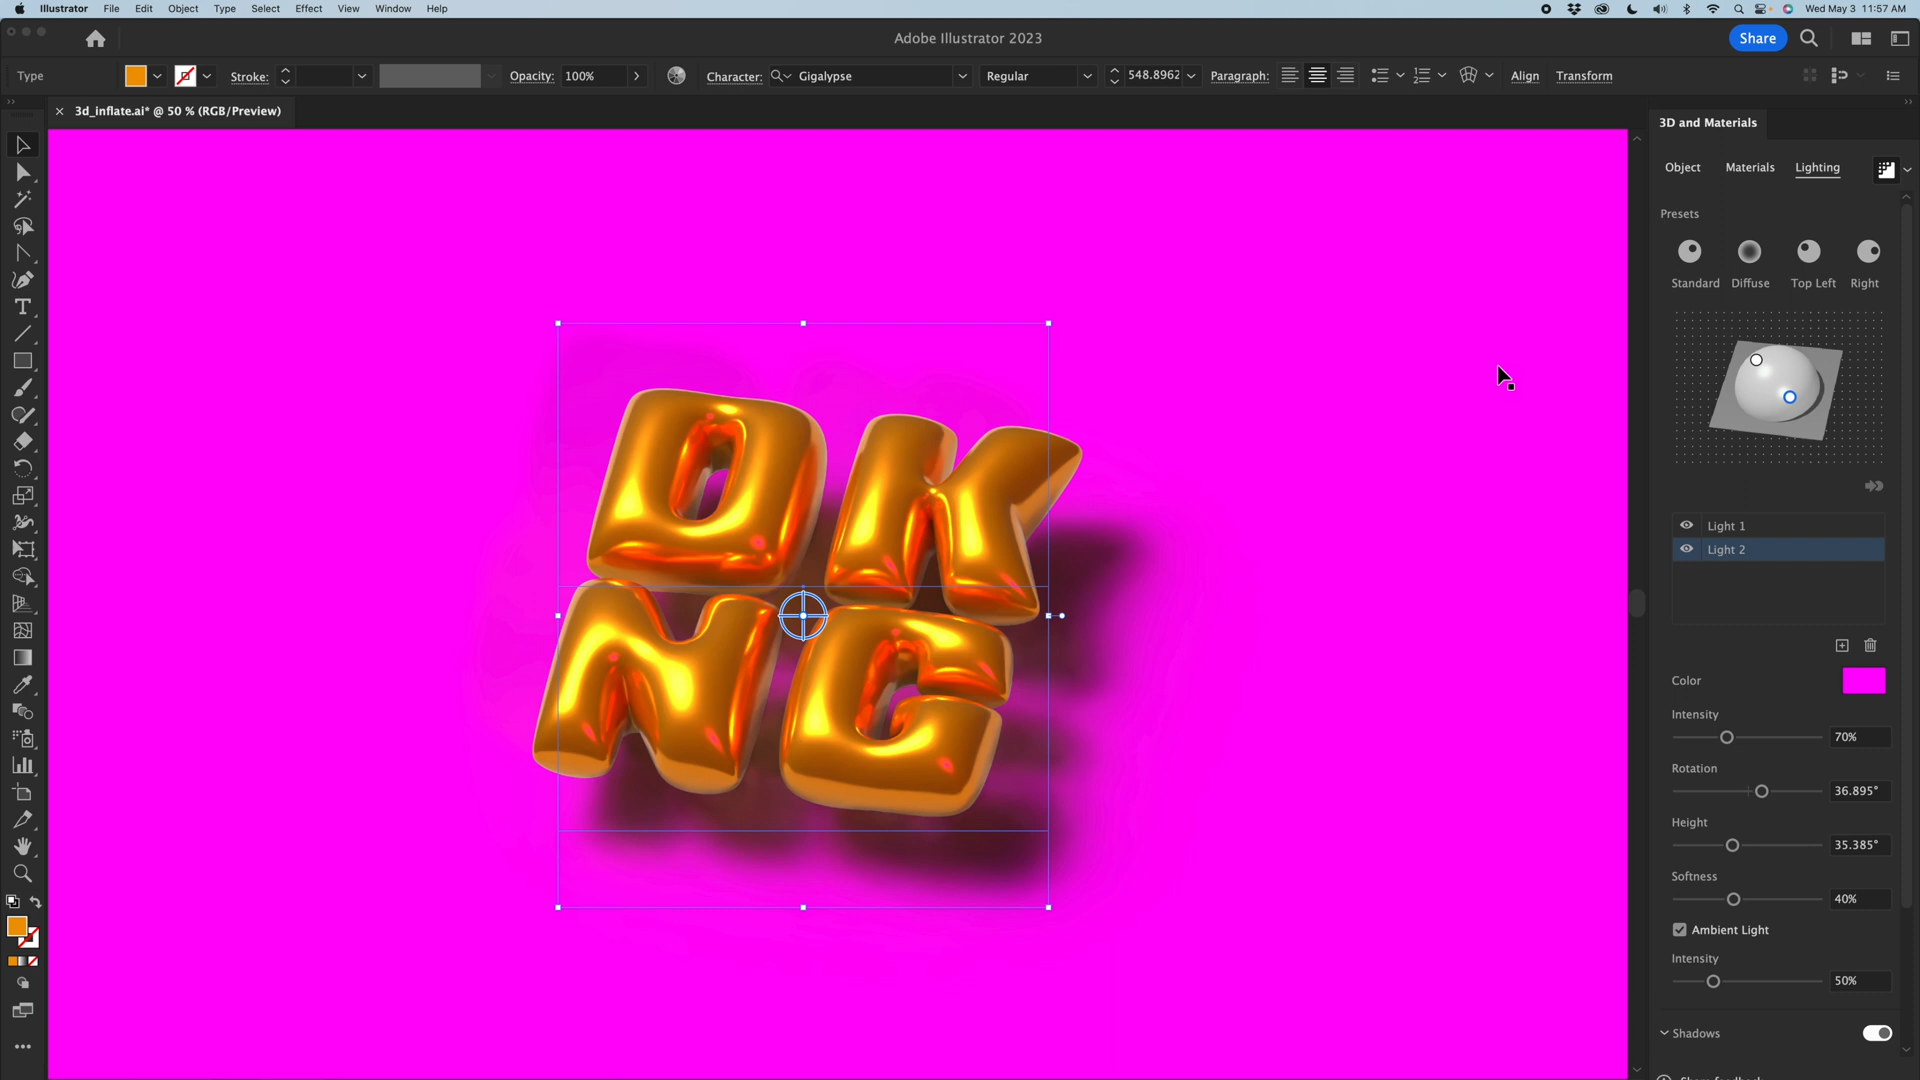 Illustrator File Edit Object Type Select Effect View Window Help
Wed May 3 11:57 AM
Adobe Illustrator 2023
Share
Type
Stroke:
Opacity: 100%
Character: Gigalypse
Regular
548.8962
Paragraph:
Align
Transform
3d_inflate.ai* @ 50 % (RGB/Preview)
DK
NG
3D and Materials
Object Materials Lighting
Presets
Standard Diffuse Top Left Right
Light 1
Light 2
Color
Intensity
70%
Rotation
36.895°
Height
35.385°
Softness
40%
Ambient Light
Intensity
50%
Shadows